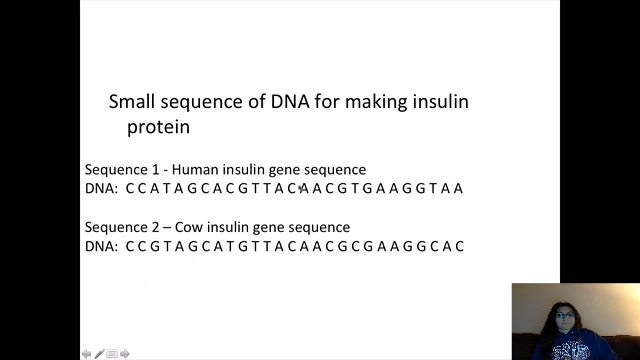 Small sequence of DNA for making insulin
protein
Sequence 1 - Human insulin gene sequence
DNA: C C A T A G C A C G T T A C A A C G T G A A G G T A A
Sequence 2 – Cow insulin gene sequence
DNA: C C G T A G C A T G T T A C A A C G C G A A G G C A C